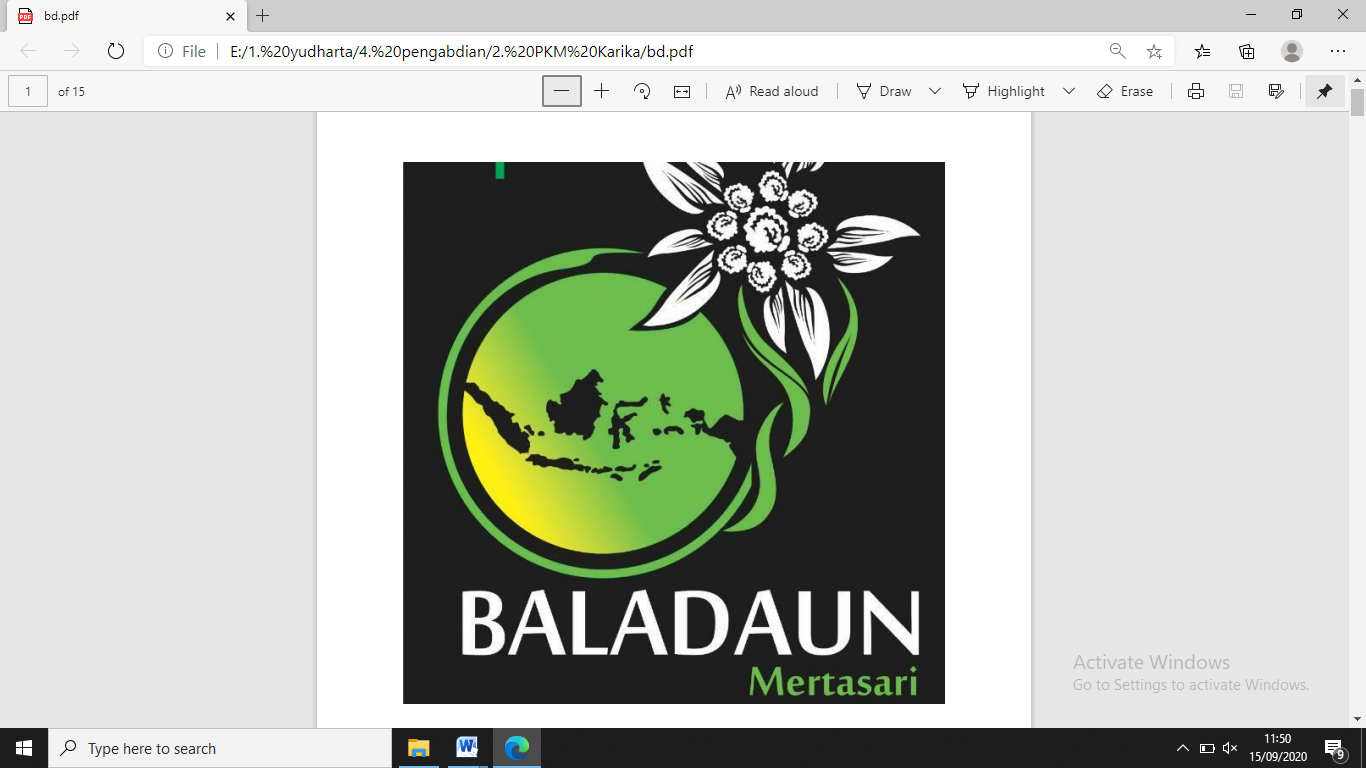 bd.pdf
File
E:/1.%20yudharta/4.%20pengabdian/2.%20PKM%20Karika/bd.pdf
1 of 15
Read aloud
Draw
Highlight
Erase
BALADAUN
Mertasari
Activate Windows
Go to Settings to activate Windows.
Type here to search
11:50
15/09/2020
9